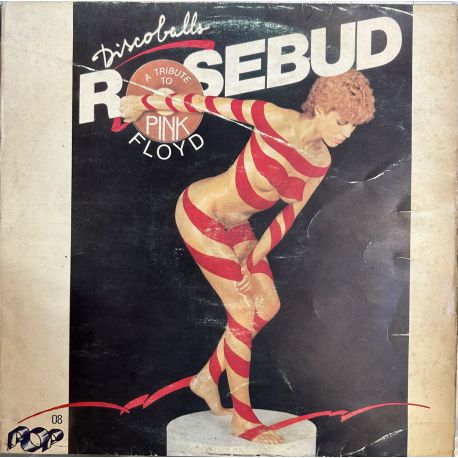 Discoballs
ROSEBUD
A TRIBUTE
TO
PINK
FLOYD
08
POP